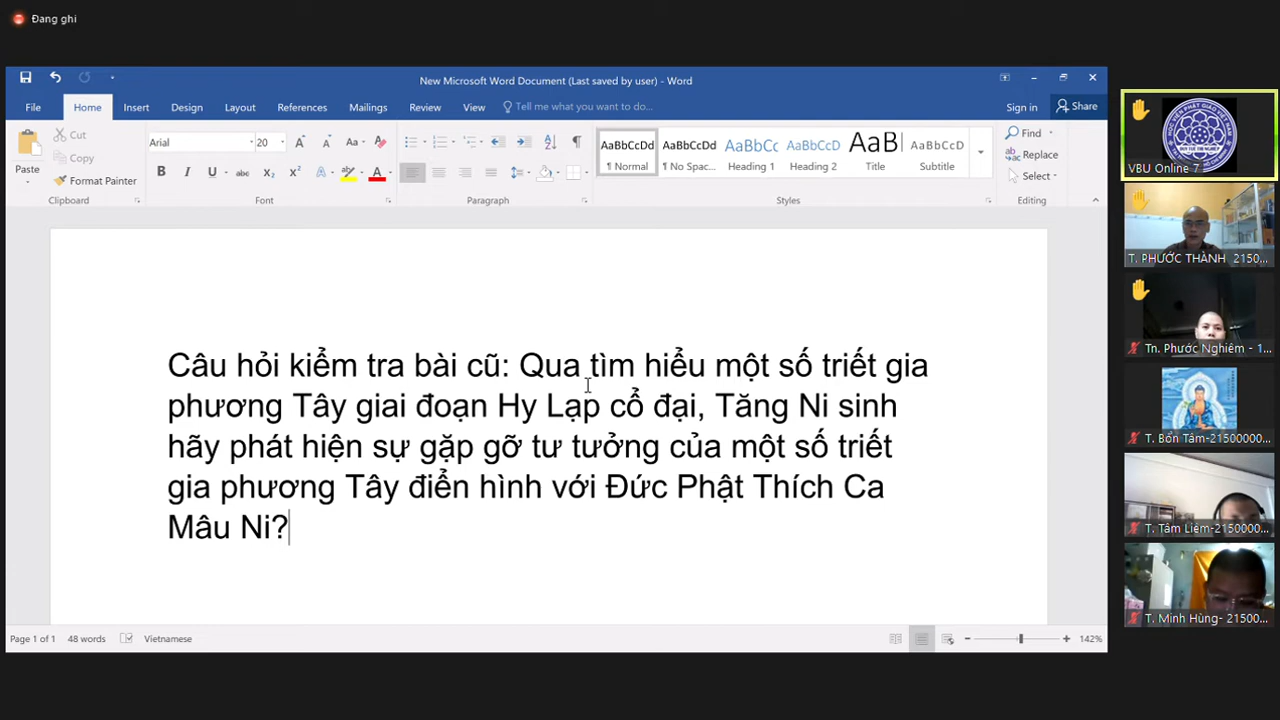 Đang ghi
New Microsoft Word Document (Last saved by user) - Word
File Home Insert Design Layout References Mailings Review View Tell me what you want to do... Sign in Share
Paste
Cut
Copy
Format Painter
Clipboard
Arial 20
Font
Paragraph
AaBbCcDd AaBbCcDd AaBbCc AaBbCcD AaB AaBbCcD
¶ Normal ¶ No Spac... Heading 1 Heading 2 Title Subtitle
Styles
Find
Replace
Select
Editing
Câu hỏi kiểm tra bài cũ: Qua tìm hiểu một số triết gia
phương Tây giai đoạn Hy Lạp cổ đại, Tăng Ni sinh
hãy phát hiện sự gặp gỡ tư tưởng của một số triết
gia phương Tây điển hình với Đức Phật Thích Ca
Mâu Ni?
Page 1 of 1 48 words Vietnamese 142%
VBU Online 7
T. PHƯỚC THÀNH 2150...
Tn. Phước Nghiêm - 1...
T. Bổn Tâm-21500000...
T. Tâm Liêm-2150000...
T. Minh Hùng- 21500...